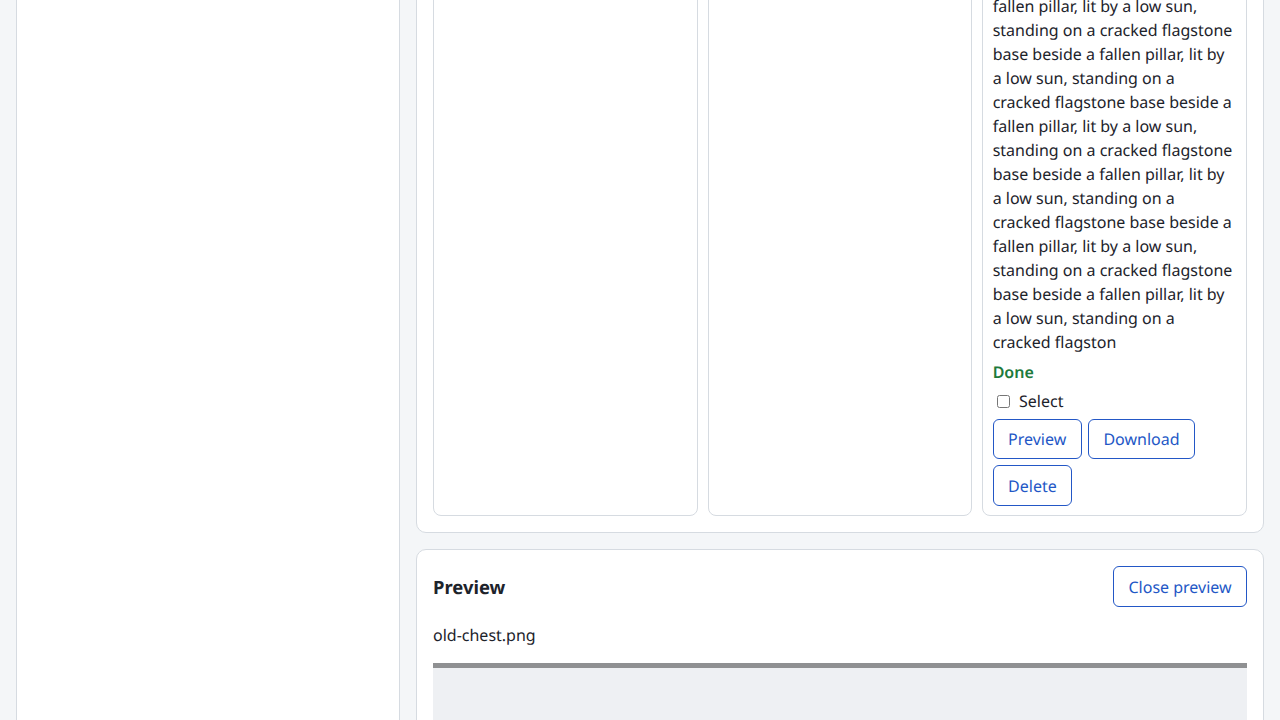 fallen pillar, lit by a low sun,
standing on a cracked flagstone
base beside a fallen pillar, lit by
a low sun, standing on a
cracked flagstone base beside a
fallen pillar, lit by a low sun,
standing on a cracked flagstone
base beside a fallen pillar, lit by
a low sun, standing on a
cracked flagstone base beside a
fallen pillar, lit by a low sun,
standing on a cracked flagstone
base beside a fallen pillar, lit by
a low sun, standing on a
cracked flagston
Done
Select
Preview Download
Delete
Preview Close preview
old-chest.png